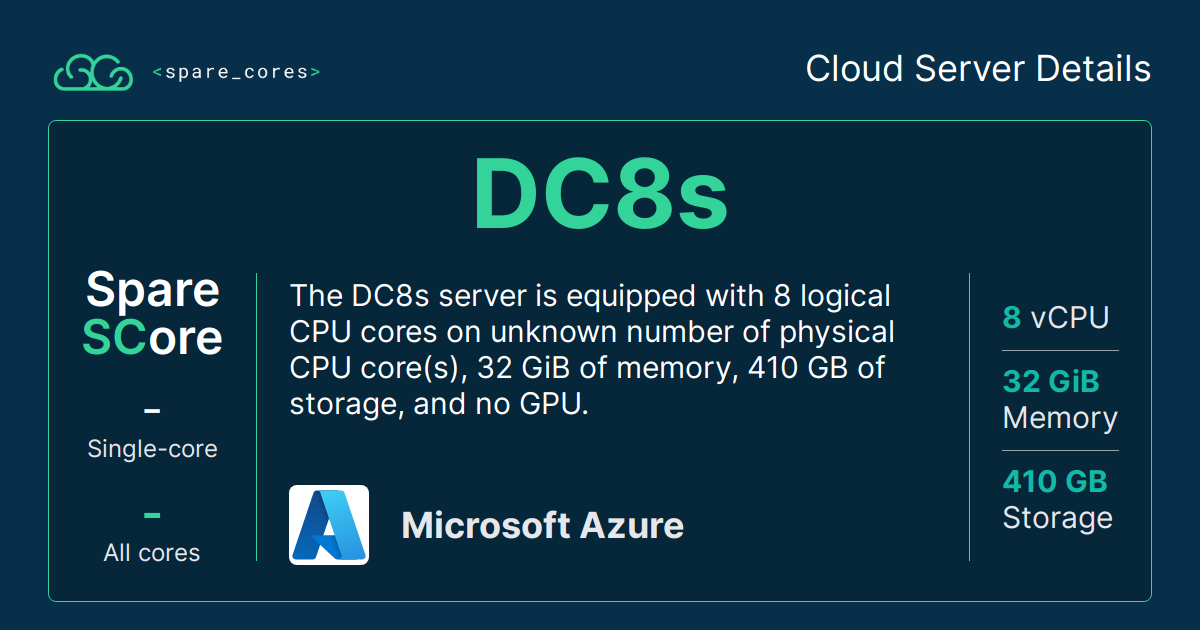 <spare_cores>
Cloud Server Details
DC8s
Spare
SCore
-
Single-core
-
All cores
The DC8s server is equipped with 8 logical
CPU cores on unknown number of physical
CPU core(s), 32 GiB of memory, 410 GB of
storage, and no GPU.
Microsoft Azure
8 vCPU
32 GiB
Memory
410 GB
Storage